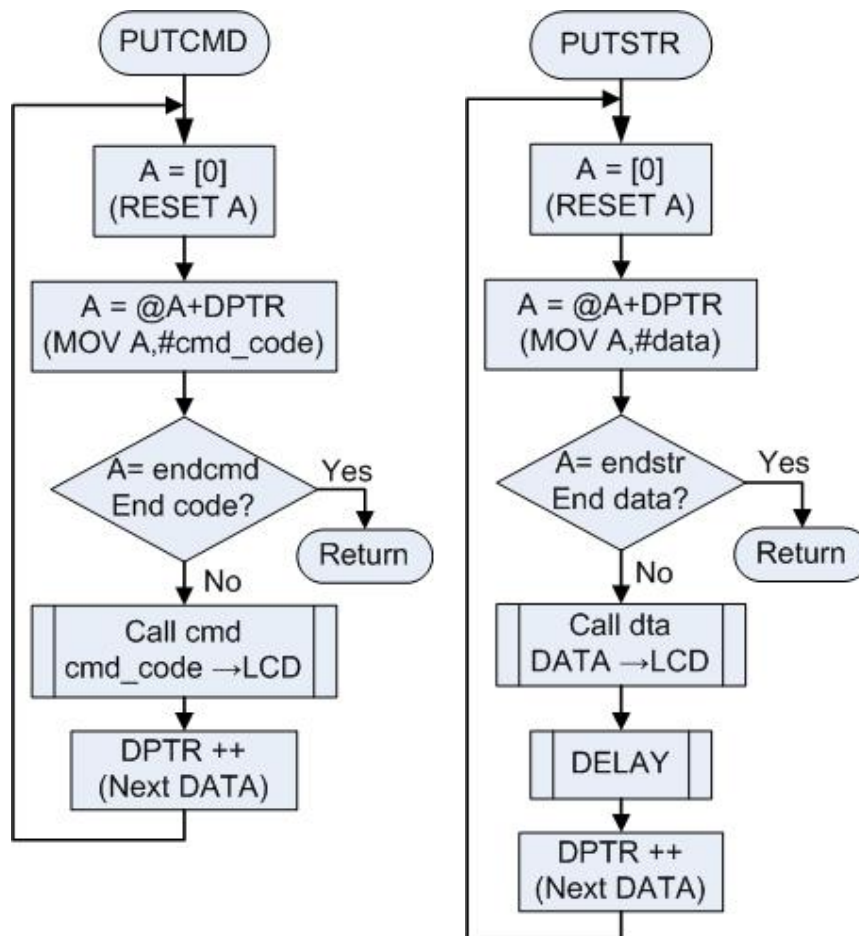 PUTCMD
A = [0]
(RESET A)
A = @A+DPTR
(MOV A,#cmd_code)
A= endcmd
End code?
Yes
Return
No
Call cmd
cmd_code →LCD
DPTR ++
(Next DATA)
PUTSTR
A = [0]
(RESET A)
A = @A+DPTR
(MOV A,#data)
A= endstr
End data?
Yes
Return
No
Call dta
DATA →LCD
DELAY
DPTR ++
(Next DATA)